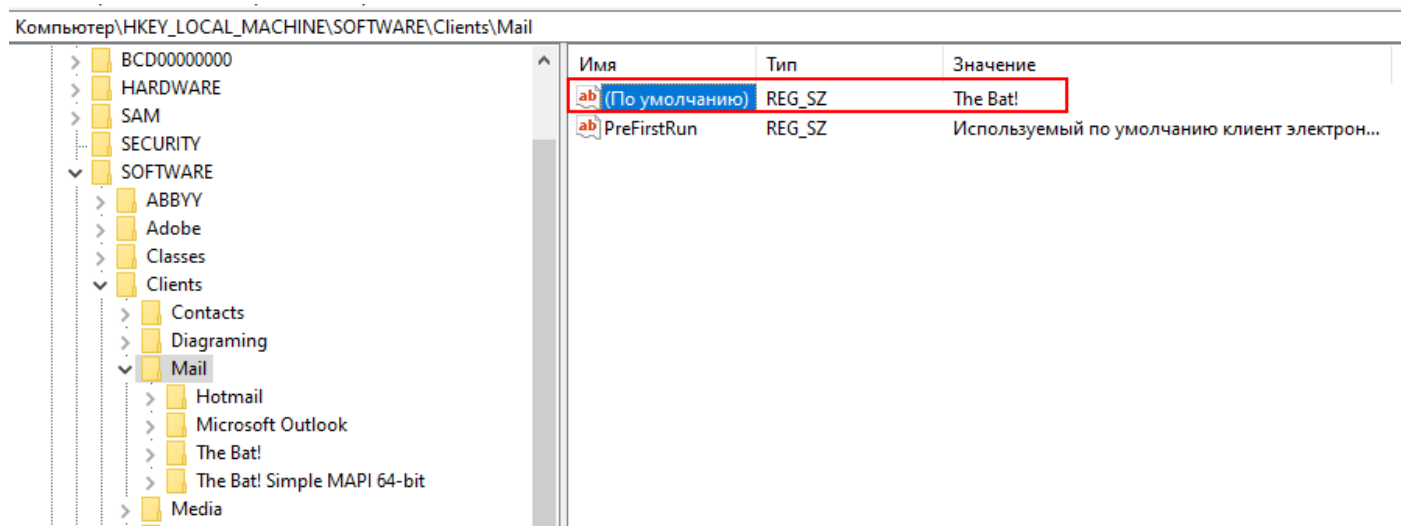 Компьютер\HKEY_LOCAL_MACHINE\SOFTWARE\Clients\Mail
BCD00000000
HARDWARE
SAM
SECURITY
SOFTWARE
ABBYY
Adobe
Classes
Clients
Contacts
Diagraming
Mail
Hotmail
Microsoft Outlook
The Bat!
The Bat! Simple MAPI 64-bit
Media
Имя Тип Значение
ab (По умолчанию) REG_SZ The Bat!
ab PreFirstRun REG_SZ Используемый по умолчанию клиент электрон...